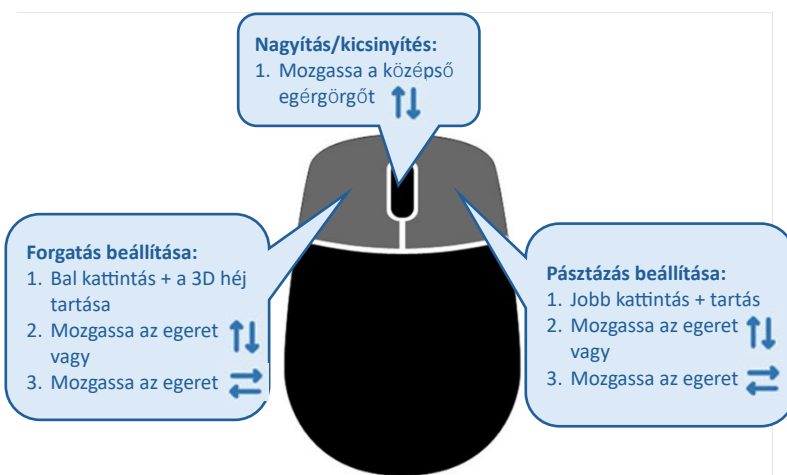 Nagyítás/kicsinyítés:
1. Mozgassa a középső
egérgörgőt
Forgatás beállítása:
1. Bal kattintás + a 3D héj
tartása
2. Mozgassa az egeret
vagy
3. Mozgassa az egeret
Pásztázás beállítása:
1. Jobb kattintás + tartás
2. Mozgassa az egeret
vagy
3. Mozgassa az egeret